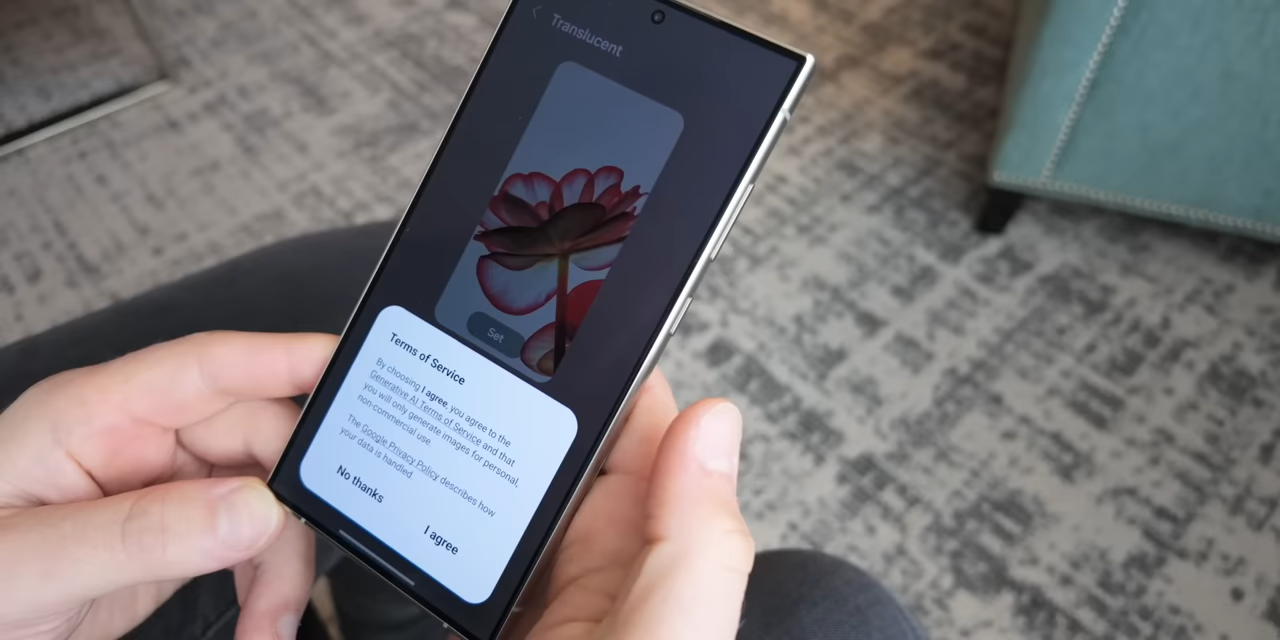 Translucent
Set
Terms of Service
By choosing I agree, you agree to the
Generative AI Terms of Service and that
you will only generate images for personal,
non-commercial use.
The Google Privacy Policy describes how
your data is handled.
No thanks
I agree